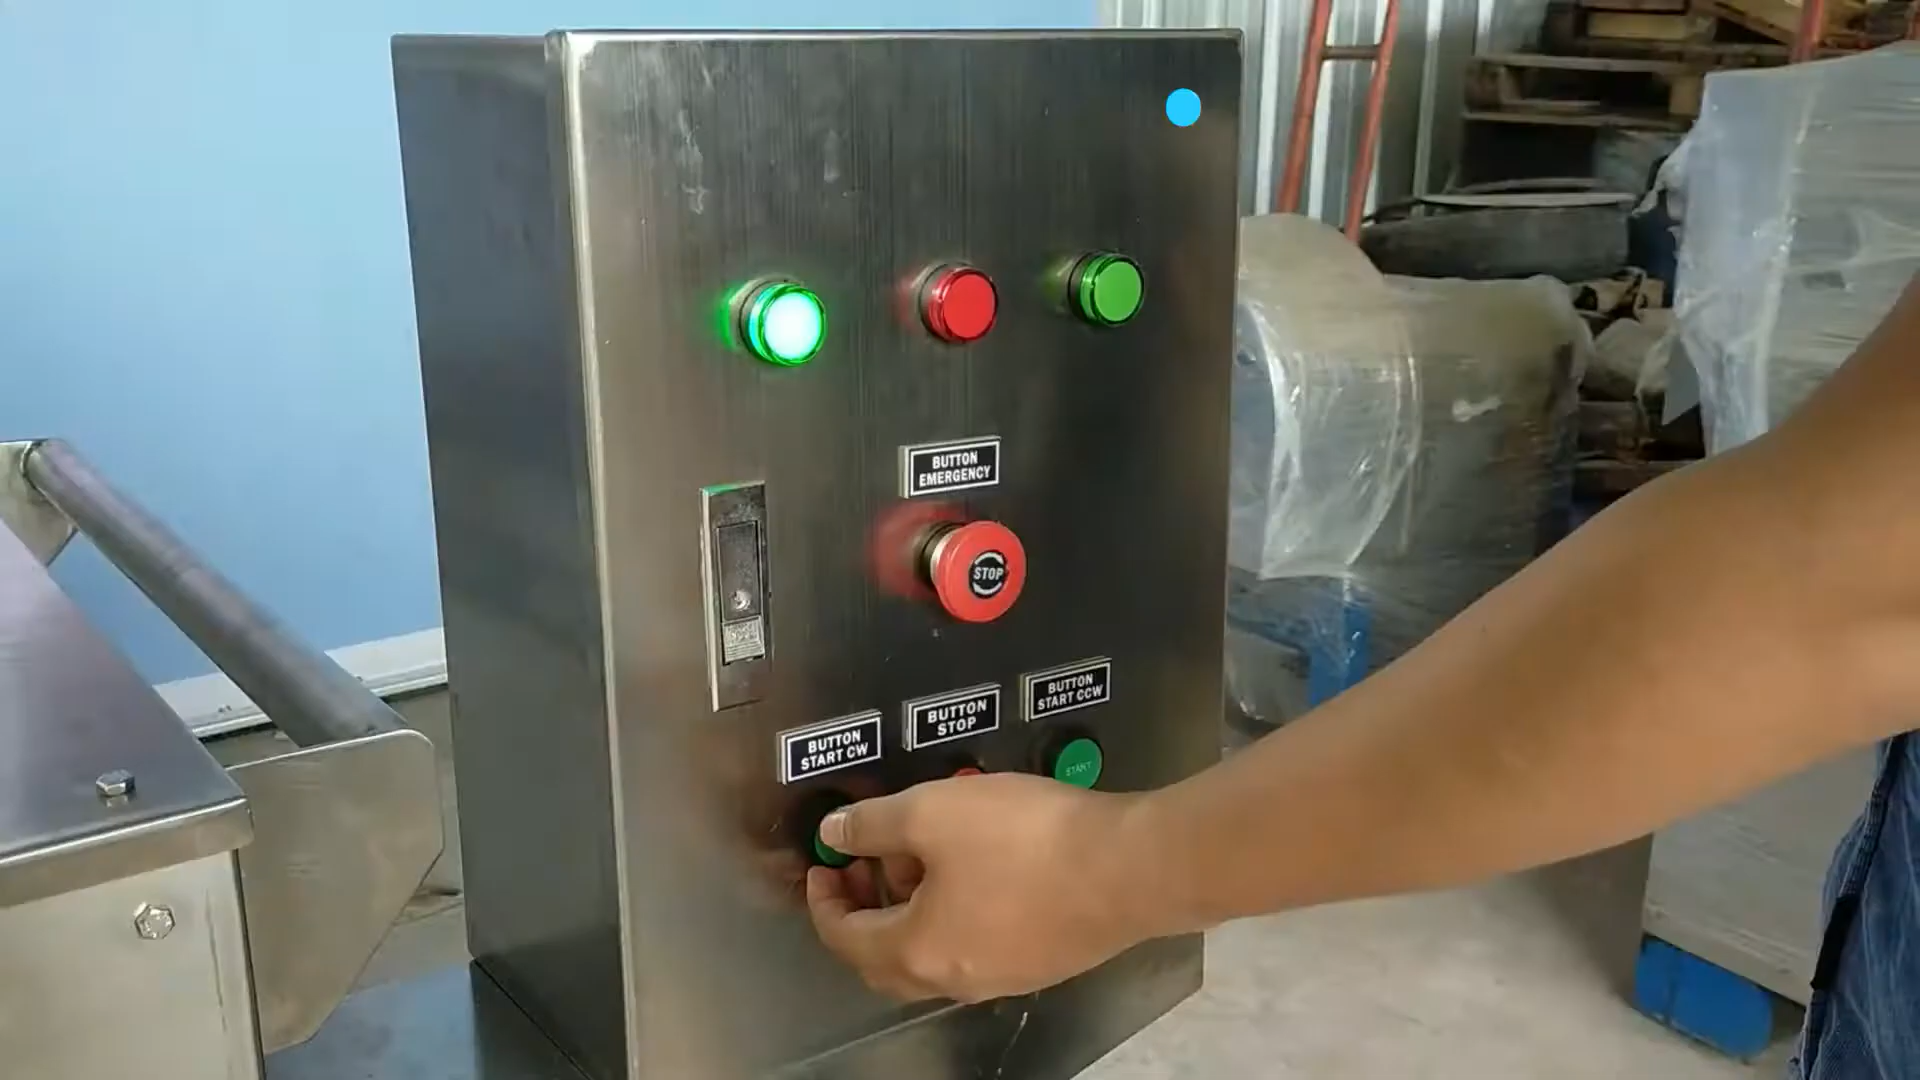 BUTTON
EMERGENCY
STOP
BUTTON
START CW
BUTTON
STOP
BUTTON
START CCW
START